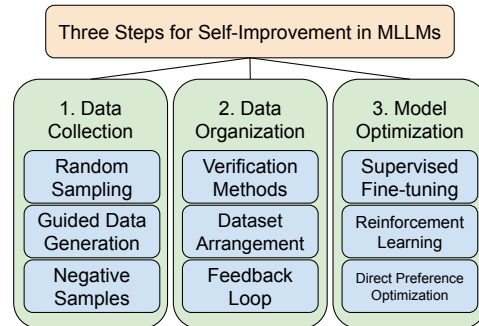 Three Steps for Self-Improvement in MLLMs
1. Data
Collection
Random
Sampling
Guided Data
Generation
Negative
Samples
2. Data
Organization
Verification
Methods
Dataset
Arrangement
Feedback
Loop
3. Model
Optimization
Supervised
Fine-tuning
Reinforcement
Learning
Direct Preference
Optimization